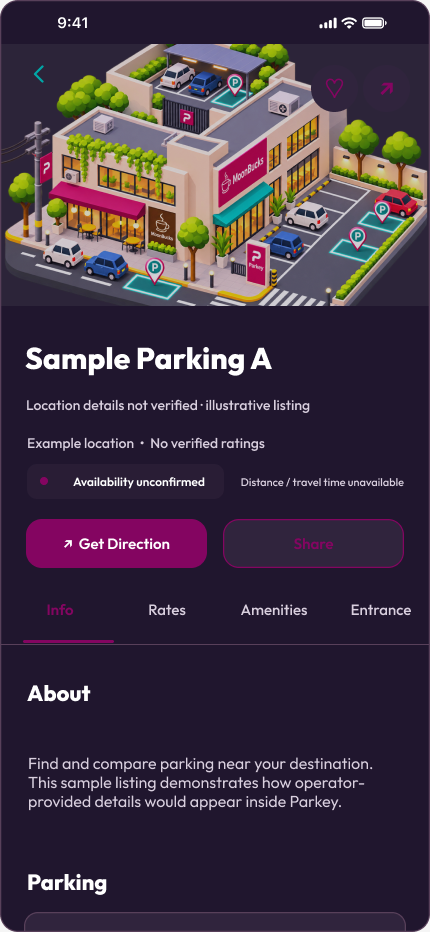 9:41
P
P
MoonBucks
P
P
P
MoonBucks
P
P
Parkey
Sample Parking A
Location details not verified · illustrative listing
Example location • No verified ratings
Availability unconfirmed
Distance / travel time unavailable
Get Direction
Share
Info
Rates
Amenities
Entrance
About
Find and compare parking near your destination.
This sample listing demonstrates how operator-
provided details would appear inside Parkey.
Parking